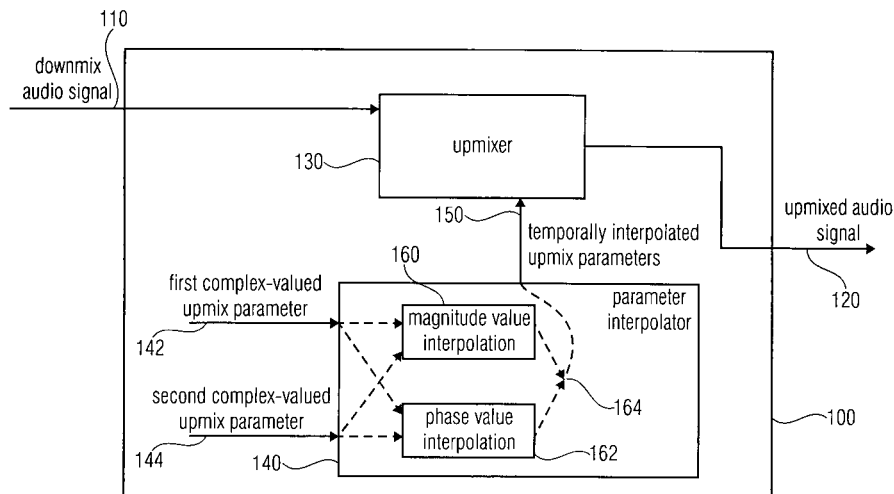 110
downmix
audio signal
130
upmixer
150
temporally interpolated
upmix parameters
upmixed audio
signal
120
160
first complex-valued
upmix parameter
142
magnitude value
interpolation
parameter
interpolator
164
second complex-valued
upmix parameter
144
phase value
interpolation
140
162
100